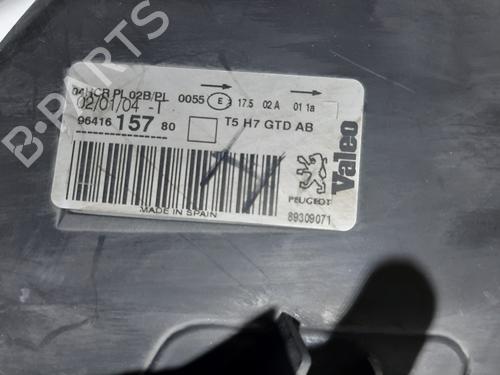 B-PARTS
04HCR PL 02B/PL 0055 E 17.5 02 A 01 1a
02/01/04 -T
96416 157 80 T5 H7 GTD AB
PEUGEOT
Valeo
MADE IN SPAIN
89309071